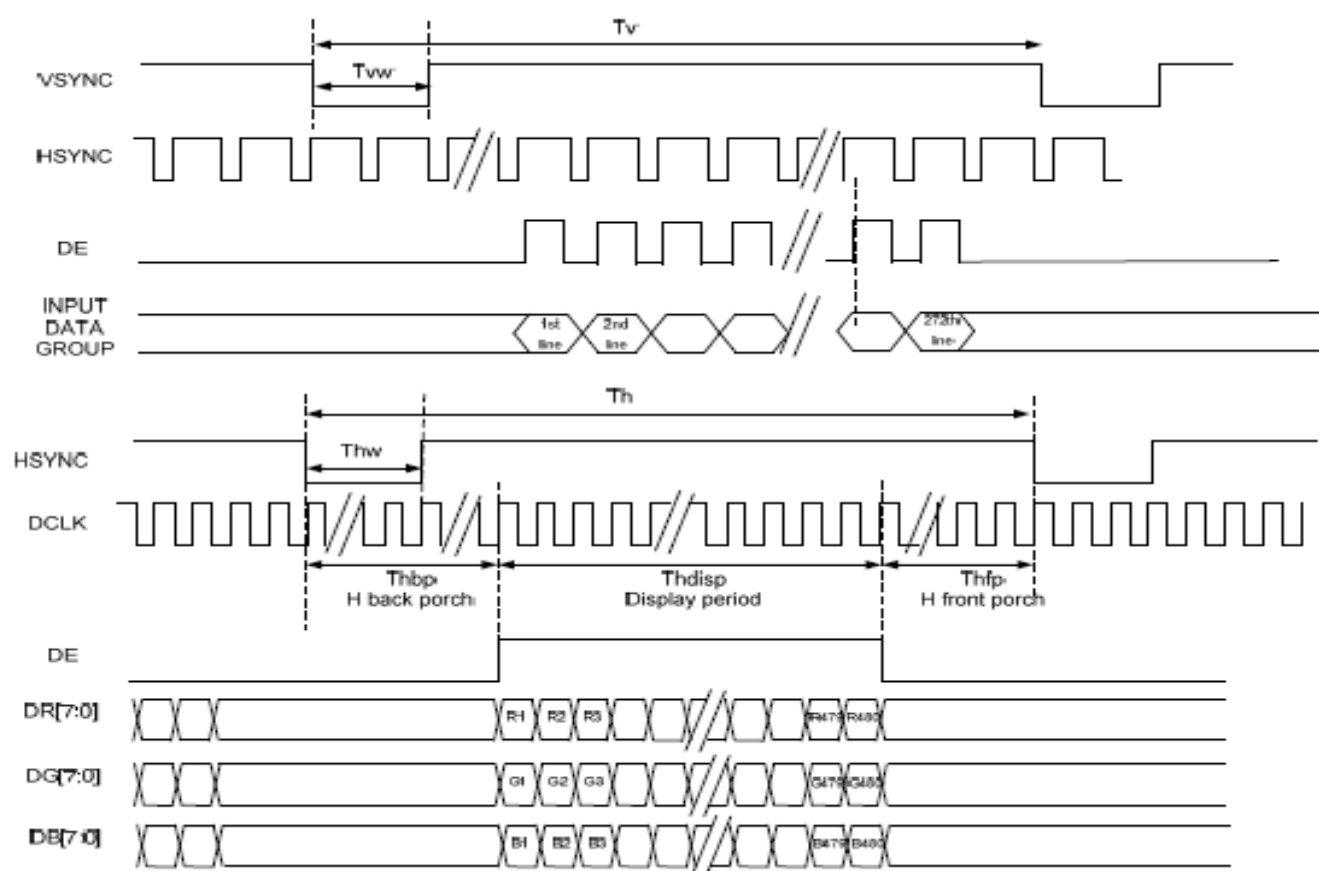 Tv
VSYNC
Tvw
HSYNC
DE
INPUT
DATA
GROUP
1st
line
2nd
line
272th
line
Th
HSYNC
Thw
DCLK
Thbp
H back porch
Thdisp
Display period
Thfp
H front porch
DE
DR[7:0]
R1 R2 R3 R479 R480
DG[7:0]
G1 G2 G3 G479 G480
DB[7:0]
B1 B2 B3 B479 B480